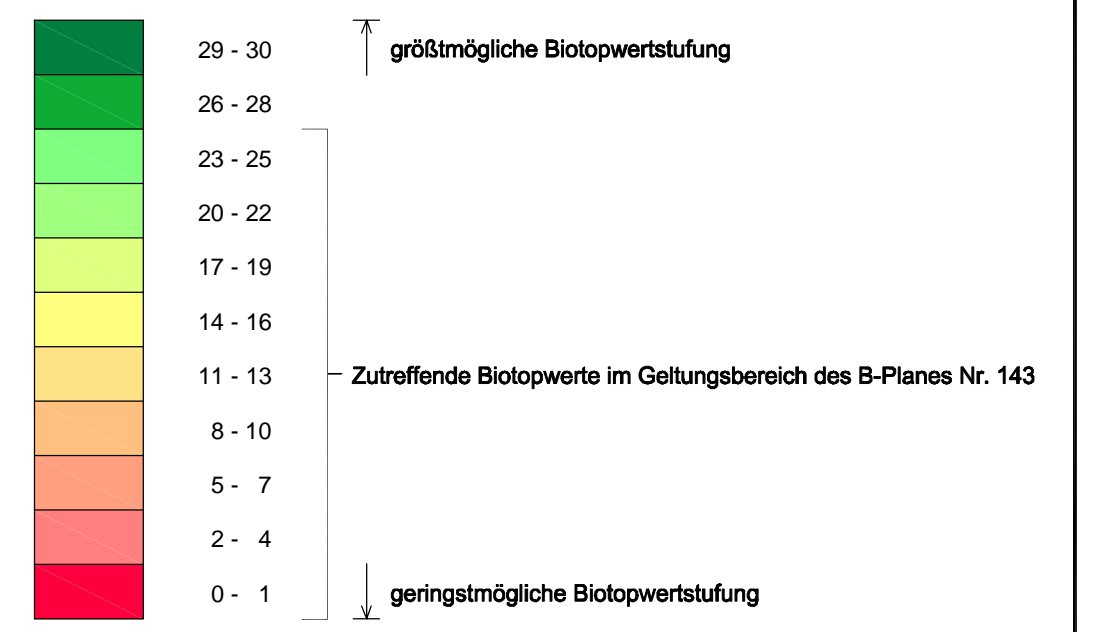 29 - 30 größtmögliche Biotopwertstufung
26 - 28
23 - 25
20 - 22
17 - 19
14 - 16
11 - 13 Zutreffende Biotopwerte im Geltungsbereich des B-Planes Nr. 143
8 - 10
5 - 7
2 - 4
0 - 1 geringstmögliche Biotopwertstufung